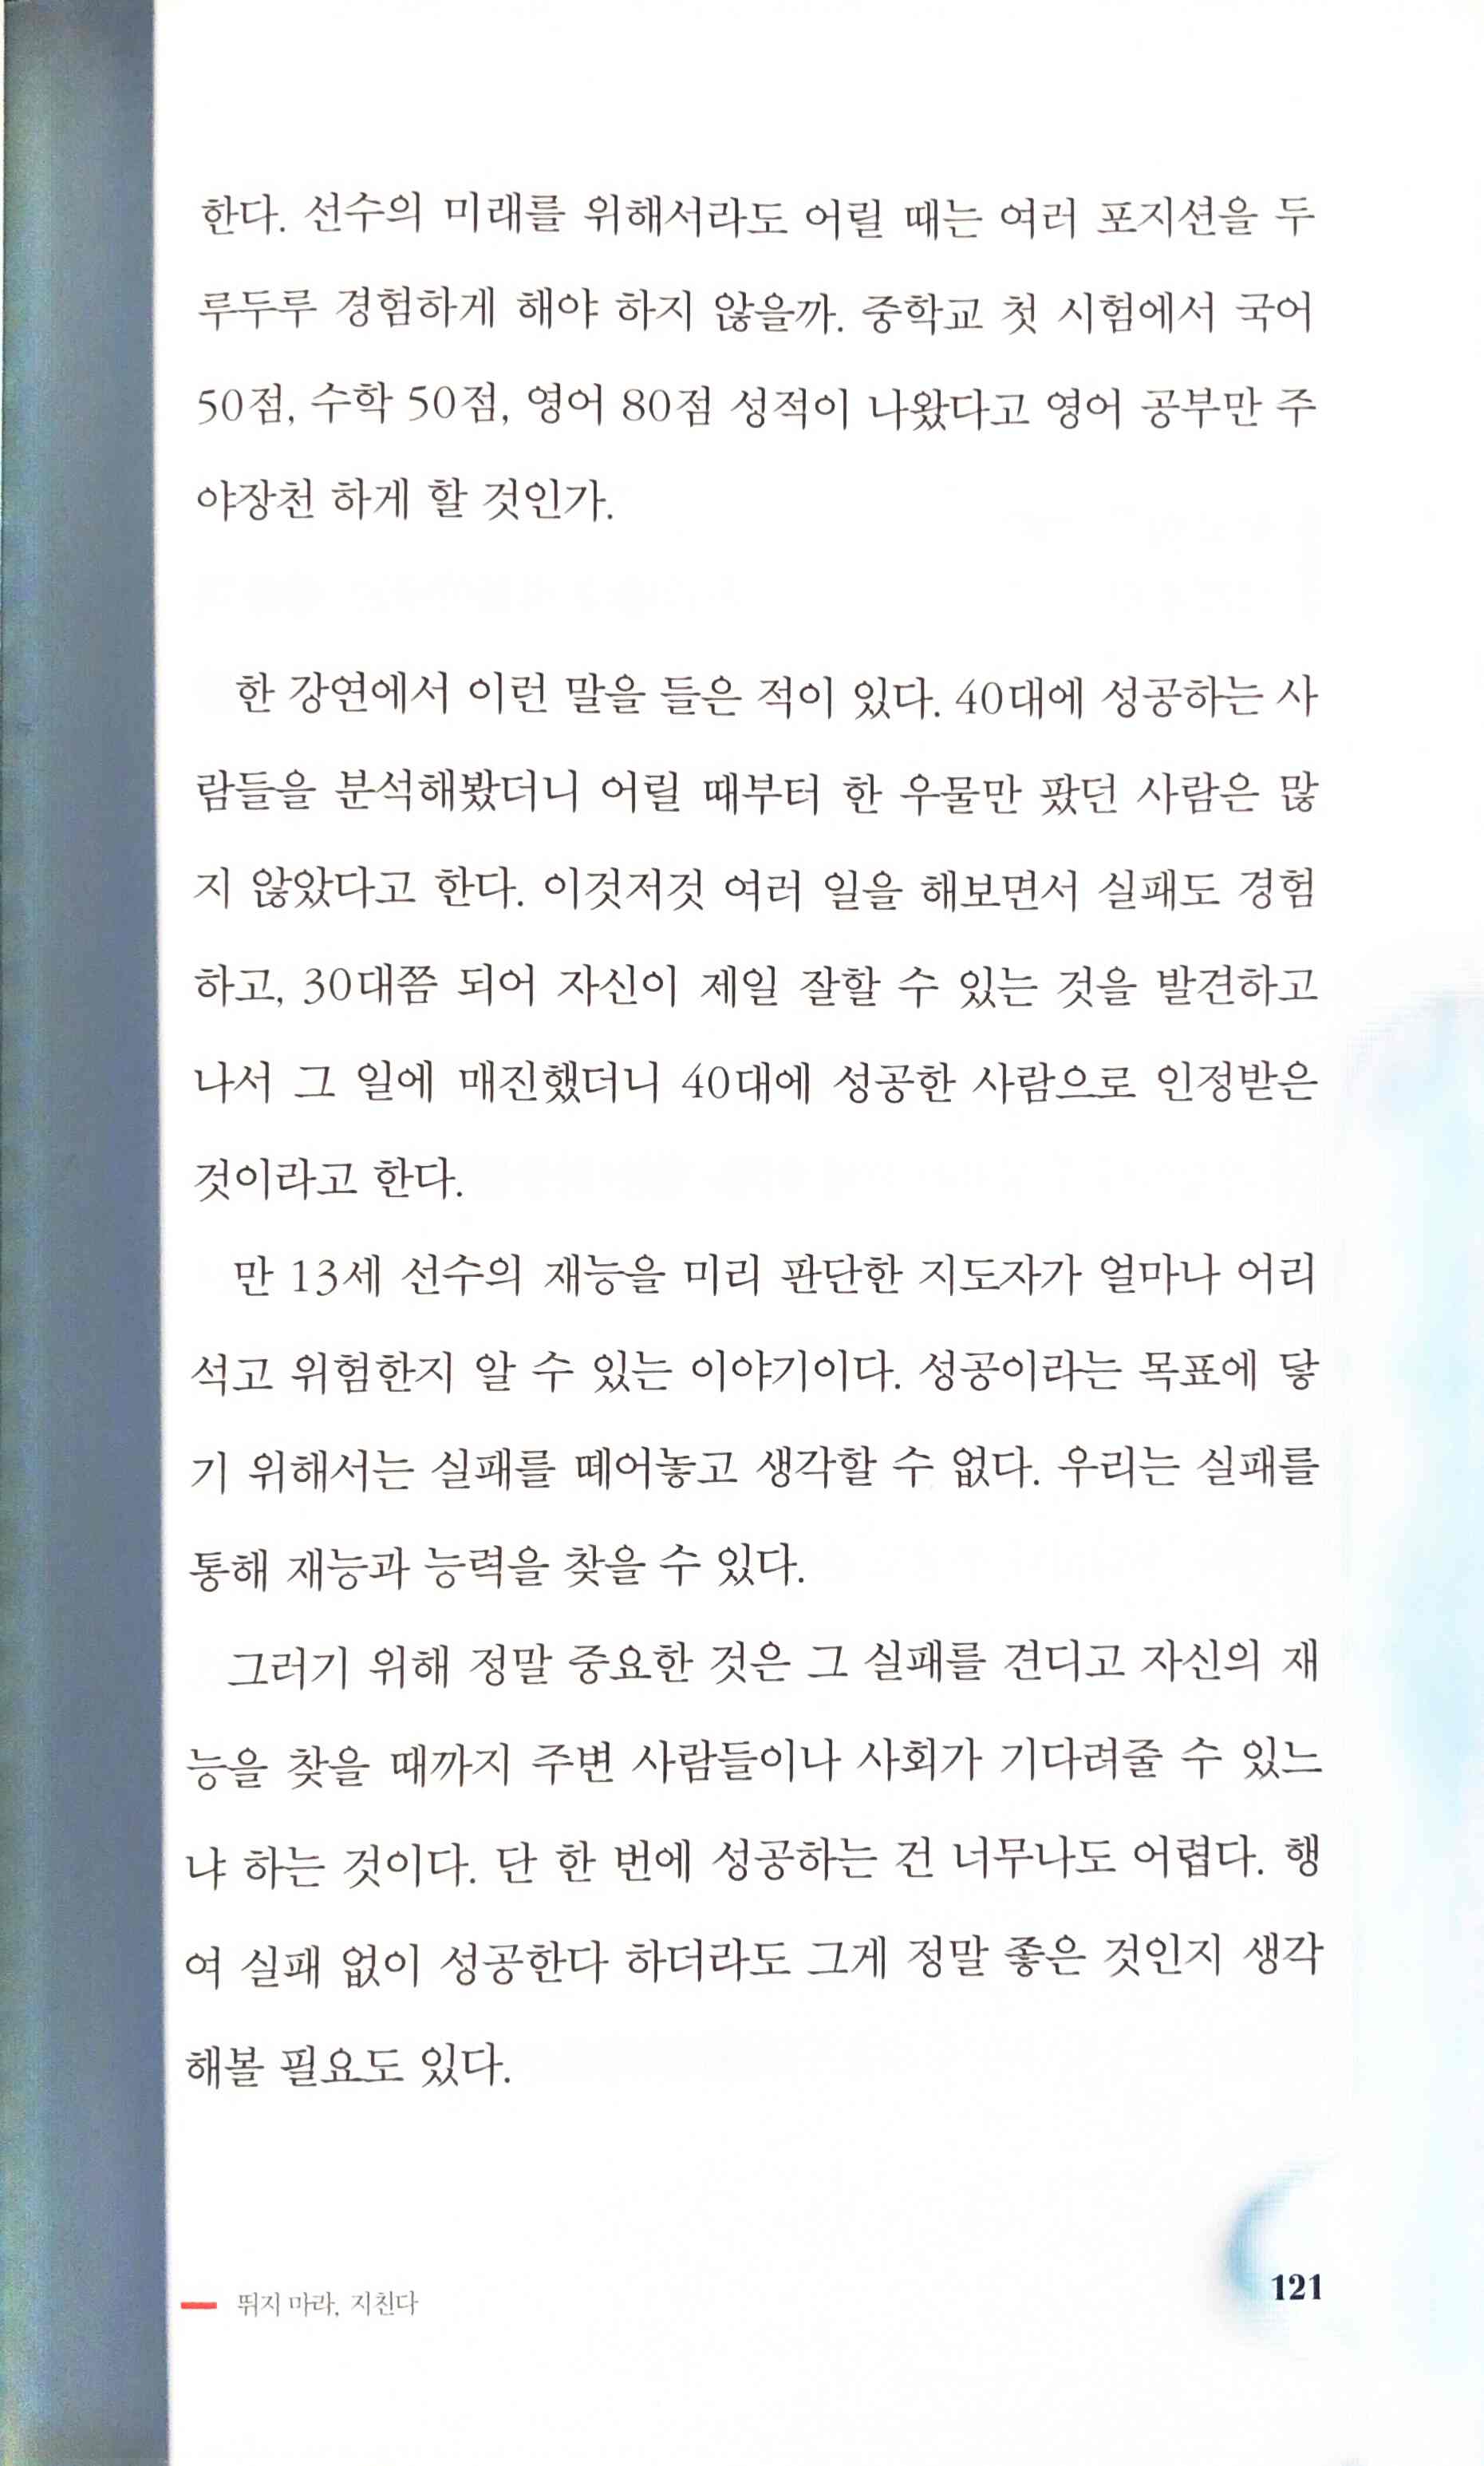 한다. 선수의 미래를 위해서라도 어릴 때는 여러 포지션을 두
루두루 경험하게 해야 하지 않을까. 중학교 첫 시험에서 국어
50점, 수학 50점, 영어 80점 성적이 나왔다고 영어 공부만 주
야장천 하게 할 것인가.
한 강연에서 이런 말을 들은 적이 있다. 40대에 성공하는 사
람들을 분석해봤더니 어릴 때부터 한 우물만 팠던 사람은 많
지 않았다고 한다. 이것저것 여러 일을 해보면서 실패도 경험
하고, 30대쯤 되어 자신이 제일 잘할 수 있는 것을 발견하고
나서 그 일에 매진했더니 40대에 성공한 사람으로 인정받은
것이라고 한다.
만 13세 선수의 재능을 미리 판단한 지도자가 얼마나 어리
석고 위험한지 알 수 있는 이야기이다. 성공이라는 목표에 닿
기 위해서는 실패를 떼어놓고 생각할 수 없다. 우리는 실패를
통해 재능과 능력을 찾을 수 있다.
그러기 위해 정말 중요한 것은 그 실패를 견디고 자신의 재
능을 찾을 때까지 주변 사람들이나 사회가 기다려줄 수 있느
냐 하는 것이다. 단 한 번에 성공하는 건 너무나도 어렵다. 행
여 실패 없이 성공한다 하더라도 그게 정말 좋은 것인지 생각
해볼 필요도 있다.
뛰지 마라, 지친다
121